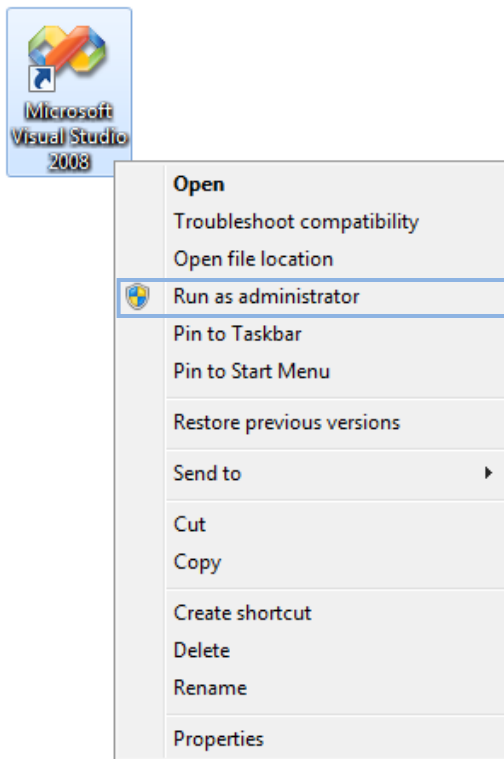 Microsoft
Visual Studio
2008
Open
Troubleshoot compatibility
Open file location
Run as administrator
Pin to Taskbar
Pin to Start Menu
Restore previous versions
Send to
Cut
Copy
Create shortcut
Delete
Rename
Properties